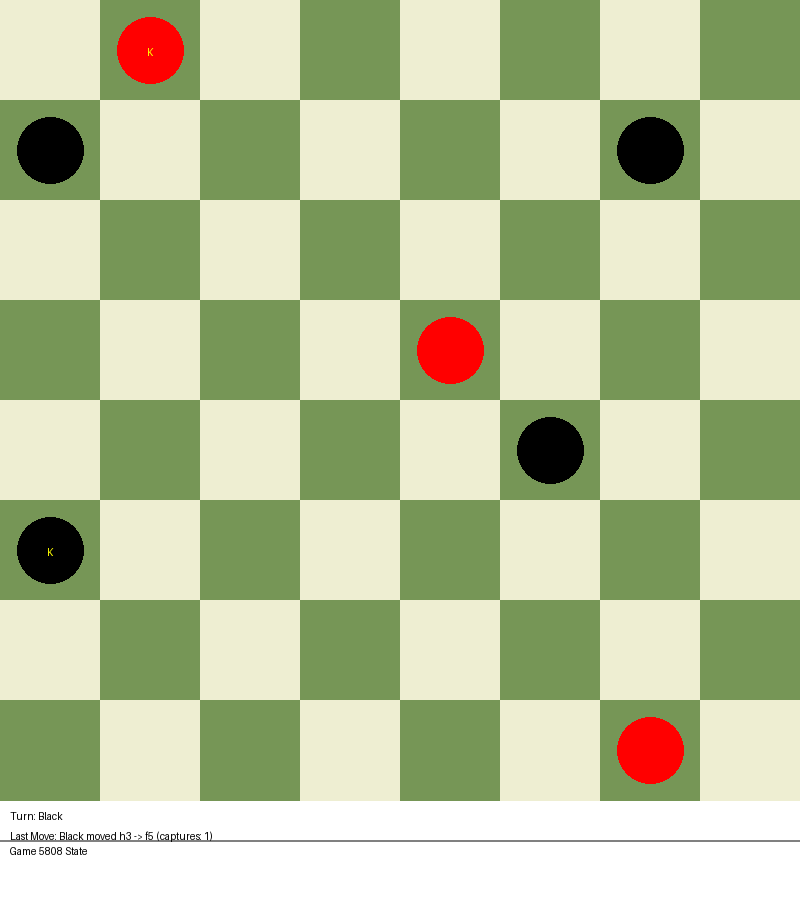 K
K
Turn: Black
Last Move: Black moved h3 -> f5 (captures: 1)
Game 5808 State